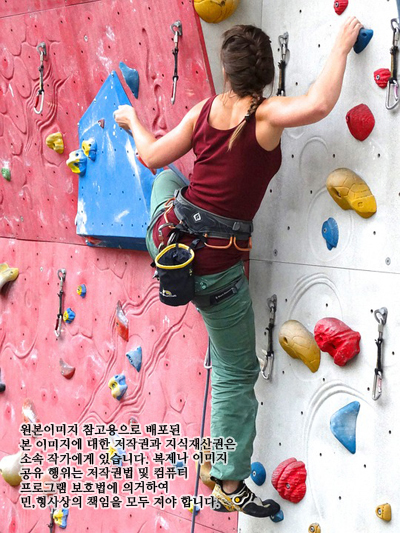 원본이미지 참고용으로 배포된
본 이미지에 대한 저작권과 지식재산권은
소속 작가에게 있습니다. 복제나 이미지
공유 행위는 저작권법 및 컴퓨터
프로그램 보호법에 의거하여
민,형사상의 책임을 모두 져야 합니다.